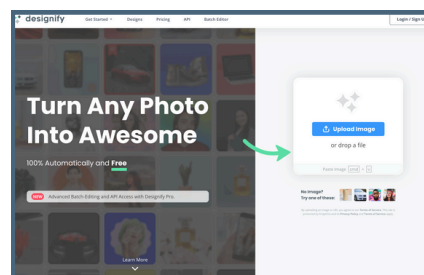 designify
Get Started
Designs
Pricing
API
Batch Editor
Login / Sign U
Turn Any Photo
Into Awesome
100% Automatically and Free
NEW Advanced Batch Editing and API Access with Designify Pro.
Learn More
Upload Image
or drop a file
Paste image
No Image?
Try one of these: